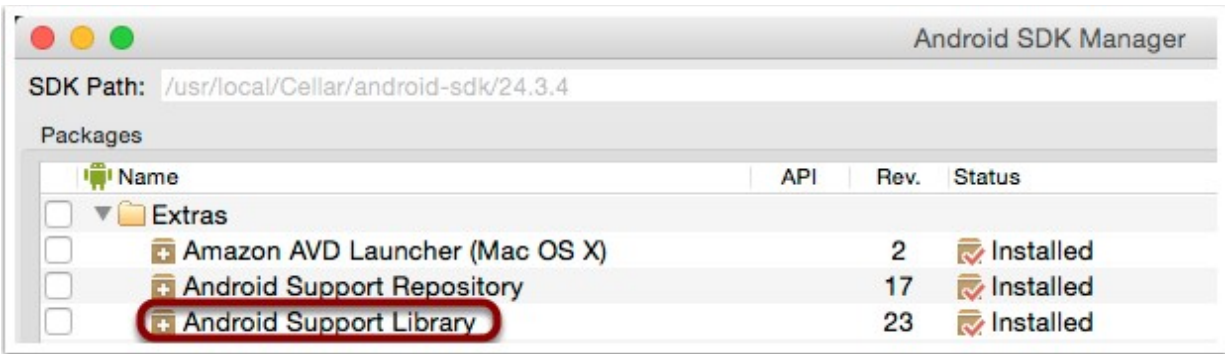 Android SDK Manager
SDK Path: /usr/local/Cellar/android-sdk/24.3.4
Packages
Name API Rev. Status
Extras
Amazon AVD Launcher (Mac OS X) 2 Installed
Android Support Repository 17 Installed
Android Support Library 23 Installed